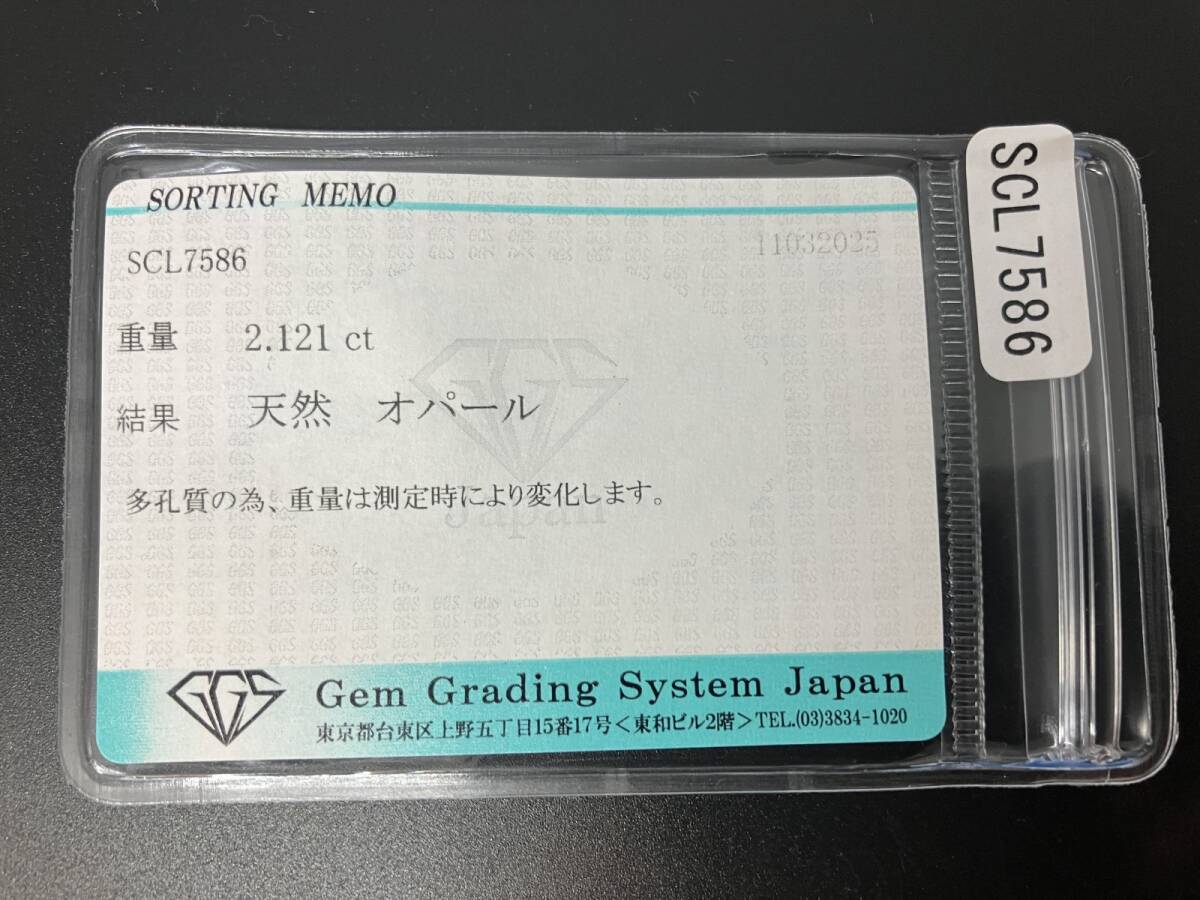 SORTING MEMO
SCL7586
11032025
重量 2.121 ct
結果 天然 オパール
多孔質の為、重量は測定時により変化します。
GGS
Japan
GGS Gem Grading System Japan
東京都台東区上野五丁目15番17号＜東和ビル2階＞TEL.(03)3834-1020
SCL7586